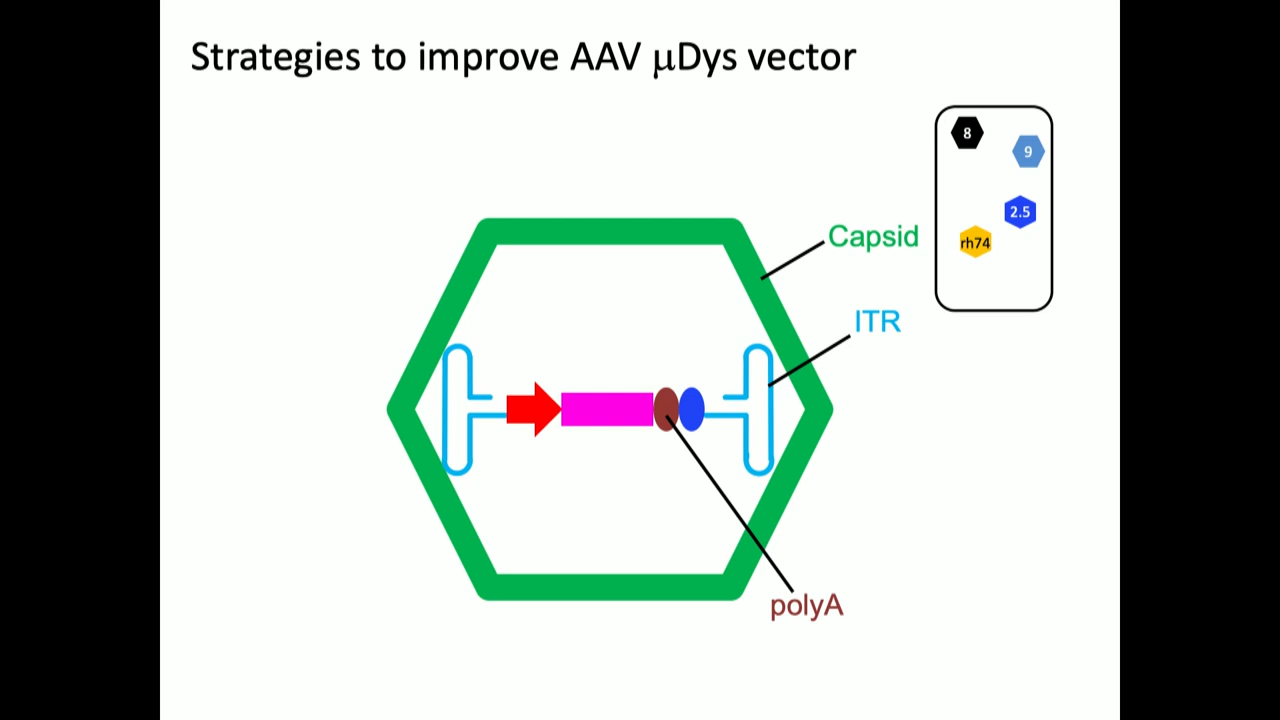 Strategies to improve AAV μDys vector
8
9
2.5
rh74
Capsid
ITR
polyA